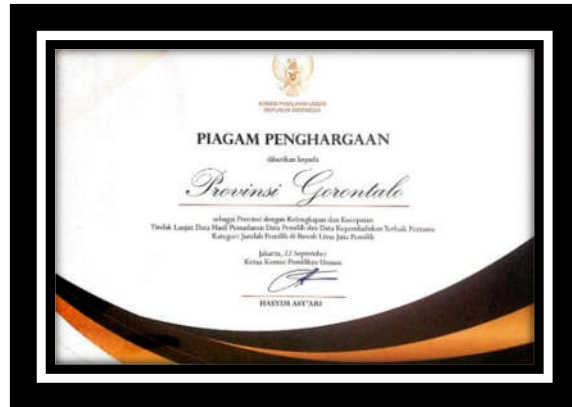 KOMISI PEMILIHAN UMUM
REPUBLIK INDONESIA
PIAGAM PENGHARGAAN
diberikan kepada
Provinsi Gorontalo
sebagai Provinsi dengan Kelengkapan dan Kecepatan
Tindak Lanjut Data Hasil Pemadanan Data Pemilih dan Data Kependudukan Terbaik Pertama
Kategori Jumlah Pemilih di Bawah Lima Juta Pemilih
Jakarta, 22 September
Ketua Komisi Pemilihan Umum
HASYIM ASY'ARI